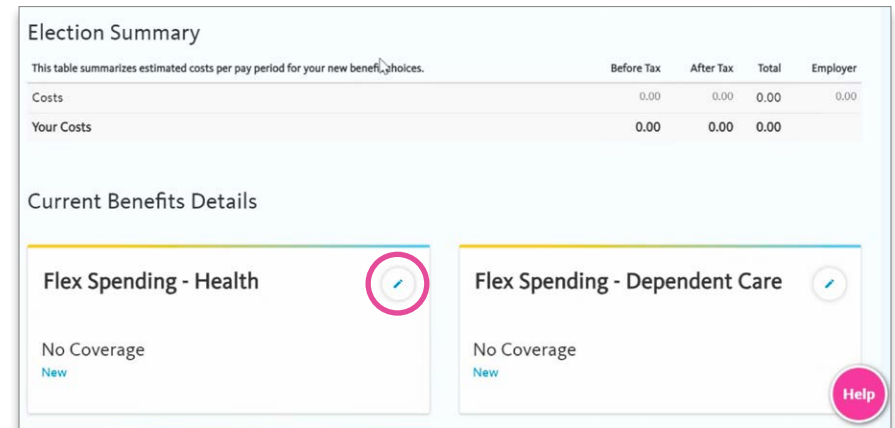 Election Summary
This table summarizes estimated costs per pay period for your new benefit choices. Before Tax After Tax Total Employer
Costs 0.00 0.00 0.00 0.00
Your Costs 0.00 0.00 0.00
Current Benefits Details
Flex Spending - Health Flex Spending - Dependent Care
No Coverage No Coverage
New New
Help